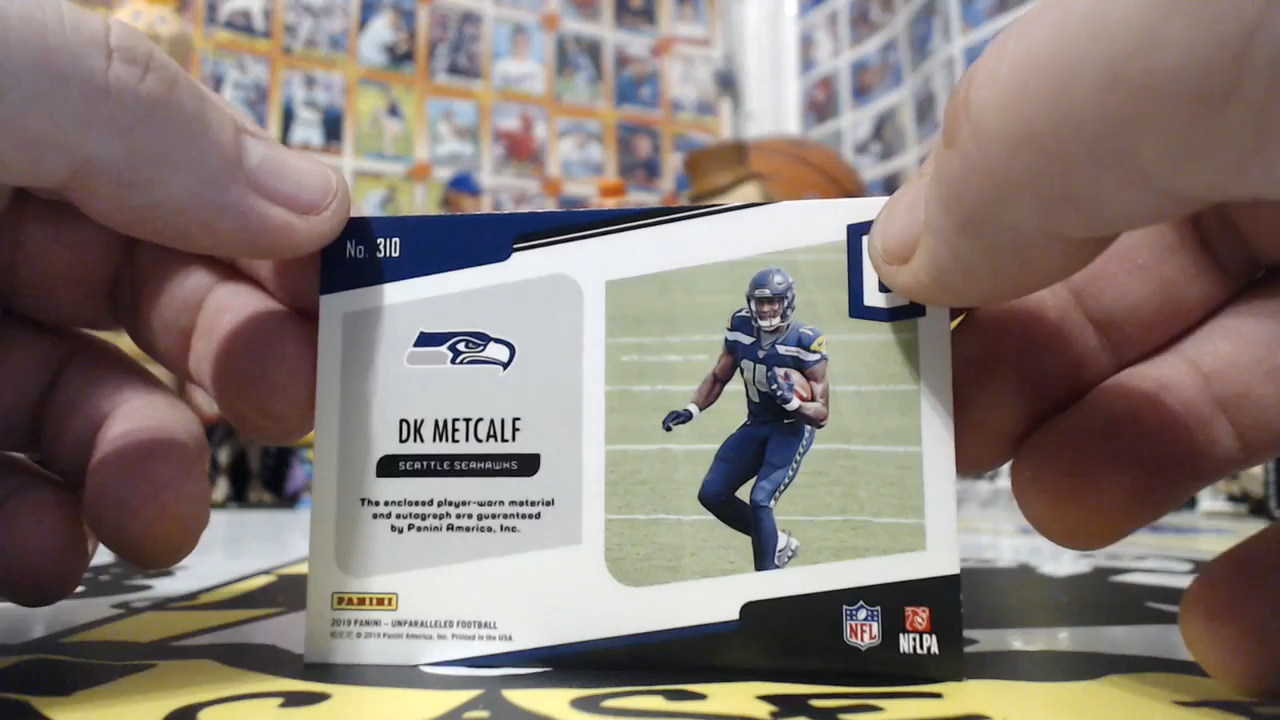 No. 310
DK METCALF
SEATTLE SEAHAWKS
The enclosed player-worn material
and autograph are guaranteed
by Panini America, Inc.
PANINI
2019 PANINI – UNPARALLELED FOOTBALL
© 2019 Panini America, Inc. Printed in the USA.
14
NFL
NFLPA